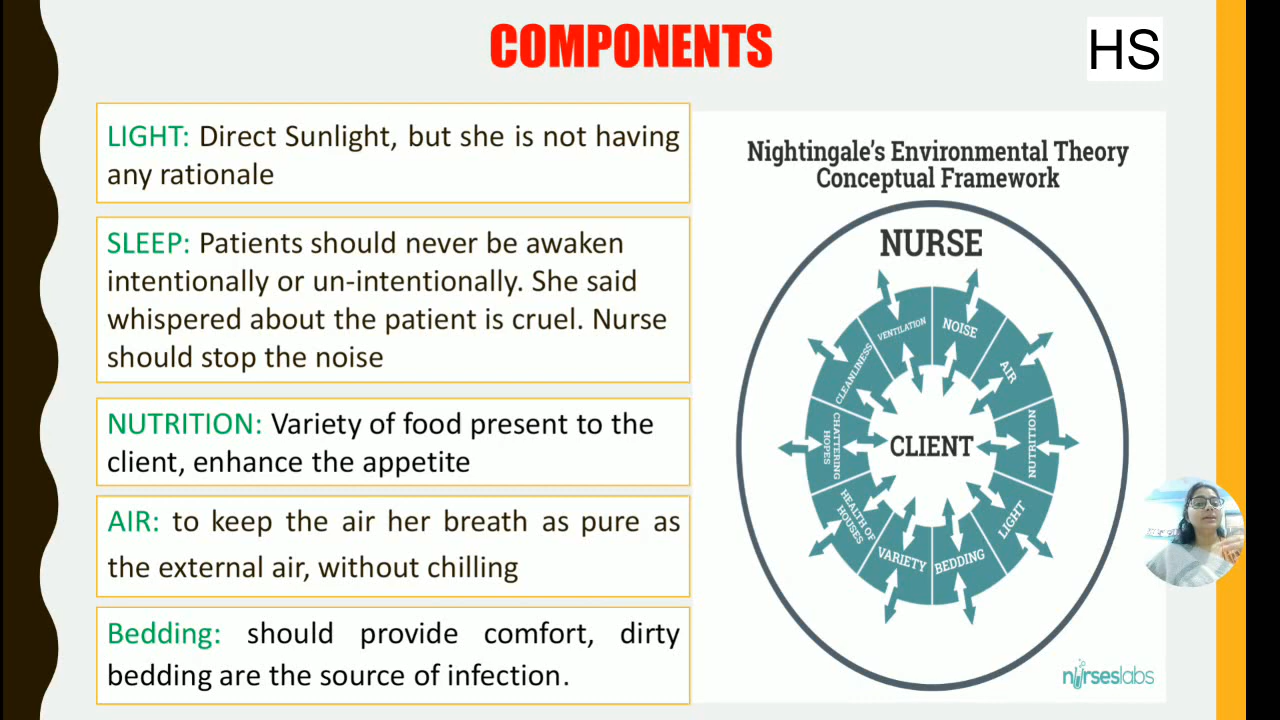 COMPONENTS
HS
LIGHT: Direct Sunlight, but she is not having
any rationale
SLEEP: Patients should never be awaken
intentionally or un-intentionally. She said
whispered about the patient is cruel. Nurse
should stop the noise
NUTRITION: Variety of food present to the
client, enhance the appetite
AIR: to keep the air her breath as pure as
the external air, without chilling
Bedding: should provide comfort, dirty
bedding are the source of infection.
Nightingale's Environmental Theory
Conceptual Framework
NURSE
VENTILATION
NOISE
AIR
NUTRITION
LIGHT
BEDDING
VARIETY
HEALTH OF
HOUSES
CHATTERING
HOPES
CLEANLINESS
CLIENT
nurseslabs